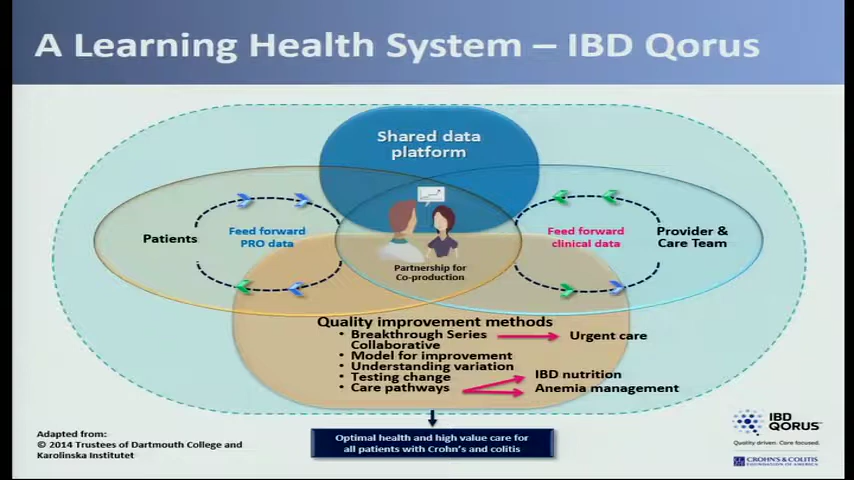 A Learning Health System – IBD Qorus
Shared data
platform
Patients
Feed forward
PRO data
Feed forward
clinical data
Provider &
Care Team
Partnership for
Co-production
Quality improvement methods
• Breakthrough Series
Collaborative
Urgent care
• Model for improvement
• Understanding variation
• Testing change
• Care pathways
IBD nutrition
Anemia management
Optimal health and high value care for
all patients with Crohn's and colitis
Adapted from:
© 2014 Trustees of Dartmouth College and
Karolinska Institutet
IBD
QORUS
Quality driven. Care focused.
CROHN'S & COLITIS
FOUNDATION OF AMERICA